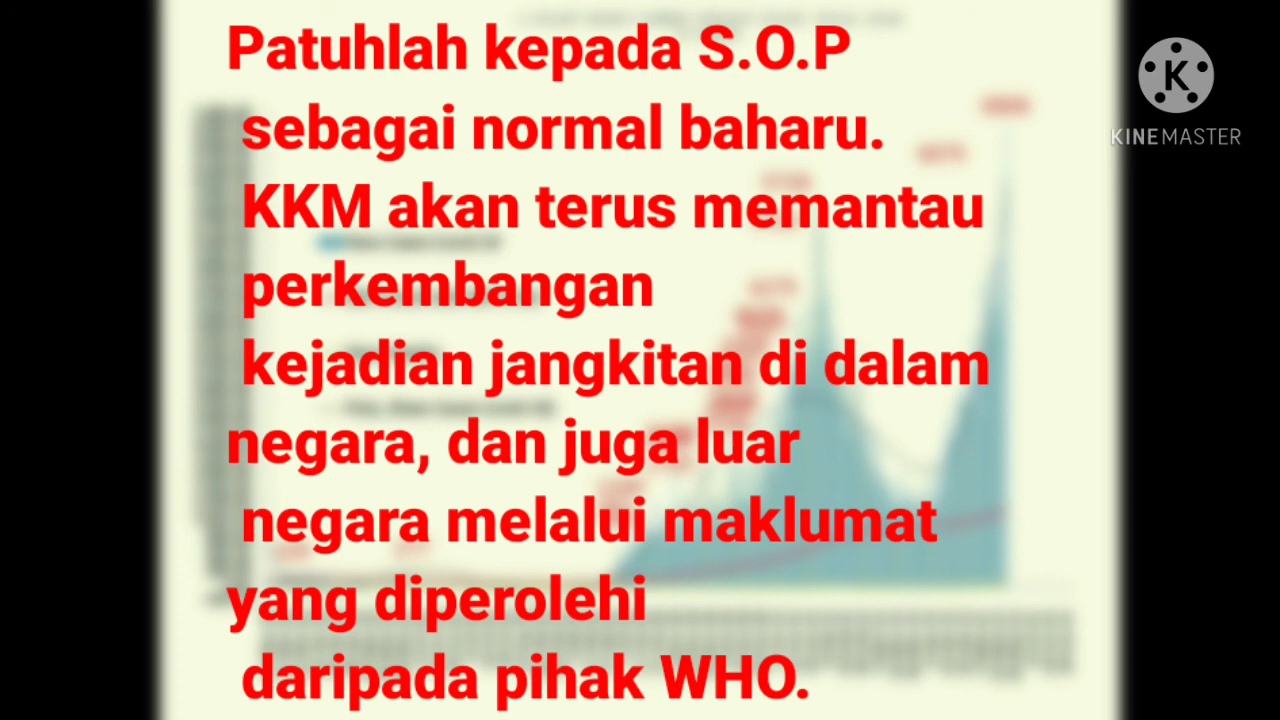 Patuhlah kepada S.O.P
sebagai normal baharu.
KKM akan terus memantau
perkembangan
kejadian jangkitan di dalam
negara, dan juga luar
negara melalui maklumat
yang diperolehi
daripada pihak WHO.
K
KINEMASTER